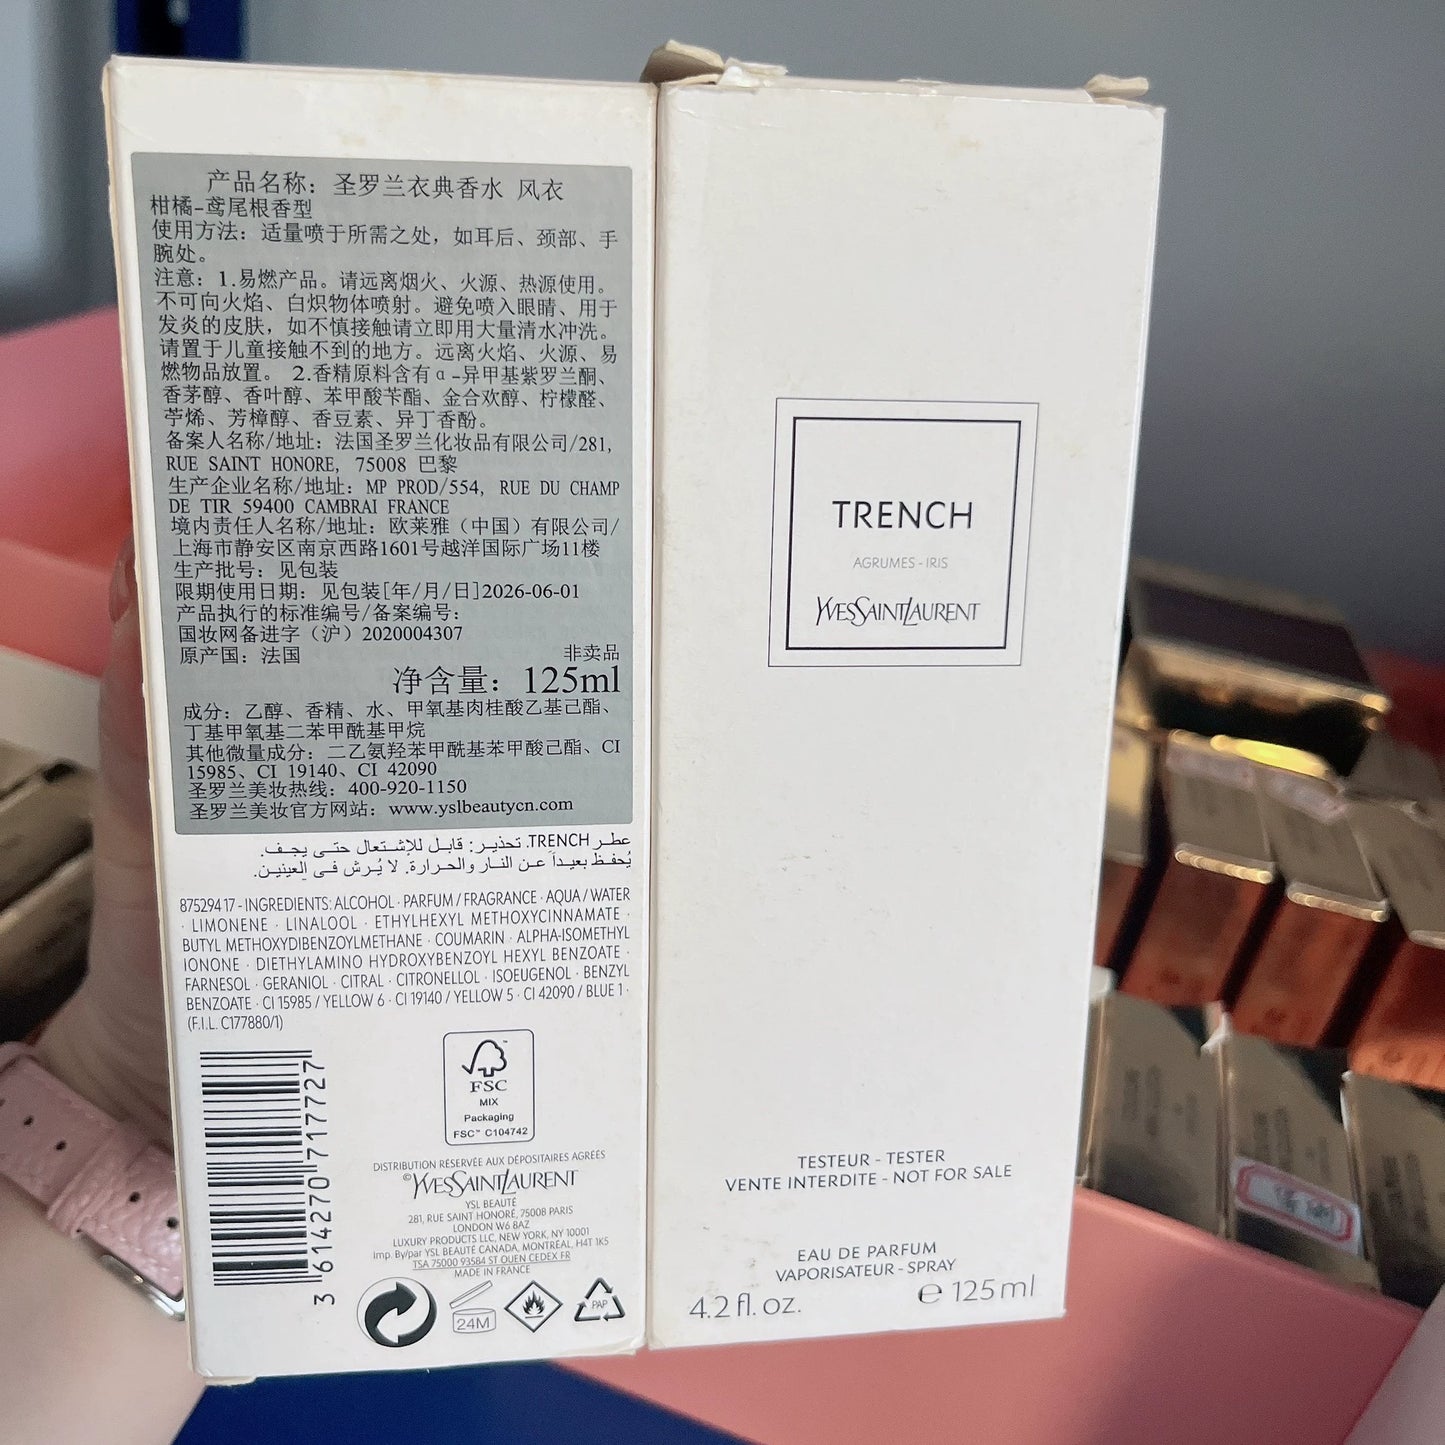 产品名称：圣罗兰衣典香水 风衣
柑橘-鸢尾根香型
使用方法：适量喷于所需之处，如耳后、颈部、手
腕处。
注意：1.易燃产品。请远离烟火、火源、热源使用。
不可向火焰、白炽物体喷射。避免喷入眼睛、用于
发炎的皮肤，如不慎接触请立即用大量清水冲洗。
请置于儿童接触不到的地方。远离火焰、火源、易
燃物品放置。 2.香精原料含有α-异甲基紫罗兰酮、
香茅醇、香叶醇、苯甲酸苄酯、金合欢醇、柠檬醛、
苧烯、芳樟醇、香豆素、异丁香酚。
备案人名称/地址：法国圣罗兰化妆品有限公司/281,
RUE SAINT HONORE, 75008 巴黎
生产企业名称/地址：MP PROD/554, RUE DU CHAMP
DE TIR 59400 CAMBRAI FRANCE
境内责任人名称/地址：欧莱雅（中国）有限公司/
上海市静安区南京西路1601号越洋国际广场11楼
生产批号：见包装
限期使用日期：见包装[年/月/日]2026-06-01
产品执行的标准编号/备案编号：
国妆网备进字（沪）2020004307
原产国：法国
非卖品
净含量：125ml
成分：乙醇、香精、水、甲氧基肉桂酸乙基己酯、
丁基甲氧基二苯甲酰基甲烷
其他微量成分：二乙氨羟苯甲酰基苯甲酸己酯、CI
15985、CI 19140、CI 42090
圣罗兰美妆热线：400-920-1150
圣罗兰美妆官方网站：www.yslbeautycn.com
عطر TRENCH. تحذير: قابل للإشتعال حتى يجف.
يُحفظ بعيداً عن النار والحرارة. لا يُرش في العينين.
8752941 7 - INGREDIENTS: ALCOHOL · PARFUM / FRAGRANCE · AQUA / WATER
· LIMONENE · LINALOOL · ETHYLHEXYL METHOXYCINNAMATE ·
BUTYL METHOXYDIBENZOYLMETHANE · COUMARIN · ALPHA-ISOMETHYL
IONONE · DIETHYLAMINO HYDROXYBENZOYL HEXYL BENZOATE ·
FARNESOL · GERANIOL · CITRAL · CITRONELLOL · ISOEUGENOL · BENZYL
BENZOATE · CI 15985 / YELLOW 6 · CI 19140 / YELLOW 5 · CI 42090 / BLUE 1 ·
(F.I.L. C177880/1)
3 614270 717727
FSC
MIX
Packaging
FSC™ C104742
DISTRIBUTION RÉSERVÉE AUX DÉPOSITAIRES AGRÉÉS
©YVESSAINTLAURENT
YSL BEAUTÉ
281, RUE SAINT HONORÉ, 75008 PARIS
LONDON W6 8AZ
LUXURY PRODUCTS LLC, NEW YORK, NY 10001
Imp. By/par YSL BEAUTÉ CANADA, MONTRÉAL, H4T 1K5
TSA 75000 93584 ST OUEN CEDEX FR
MADE IN FRANCE
24M
PAP
TRENCH
AGRUMES - IRIS
YVESSAINTLAURENT
TESTEUR - TESTER
VENTE INTERDITE - NOT FOR SALE
EAU DE PARFUM
VAPORISATEUR - SPRAY
4.2 fl. oz. e 125ml